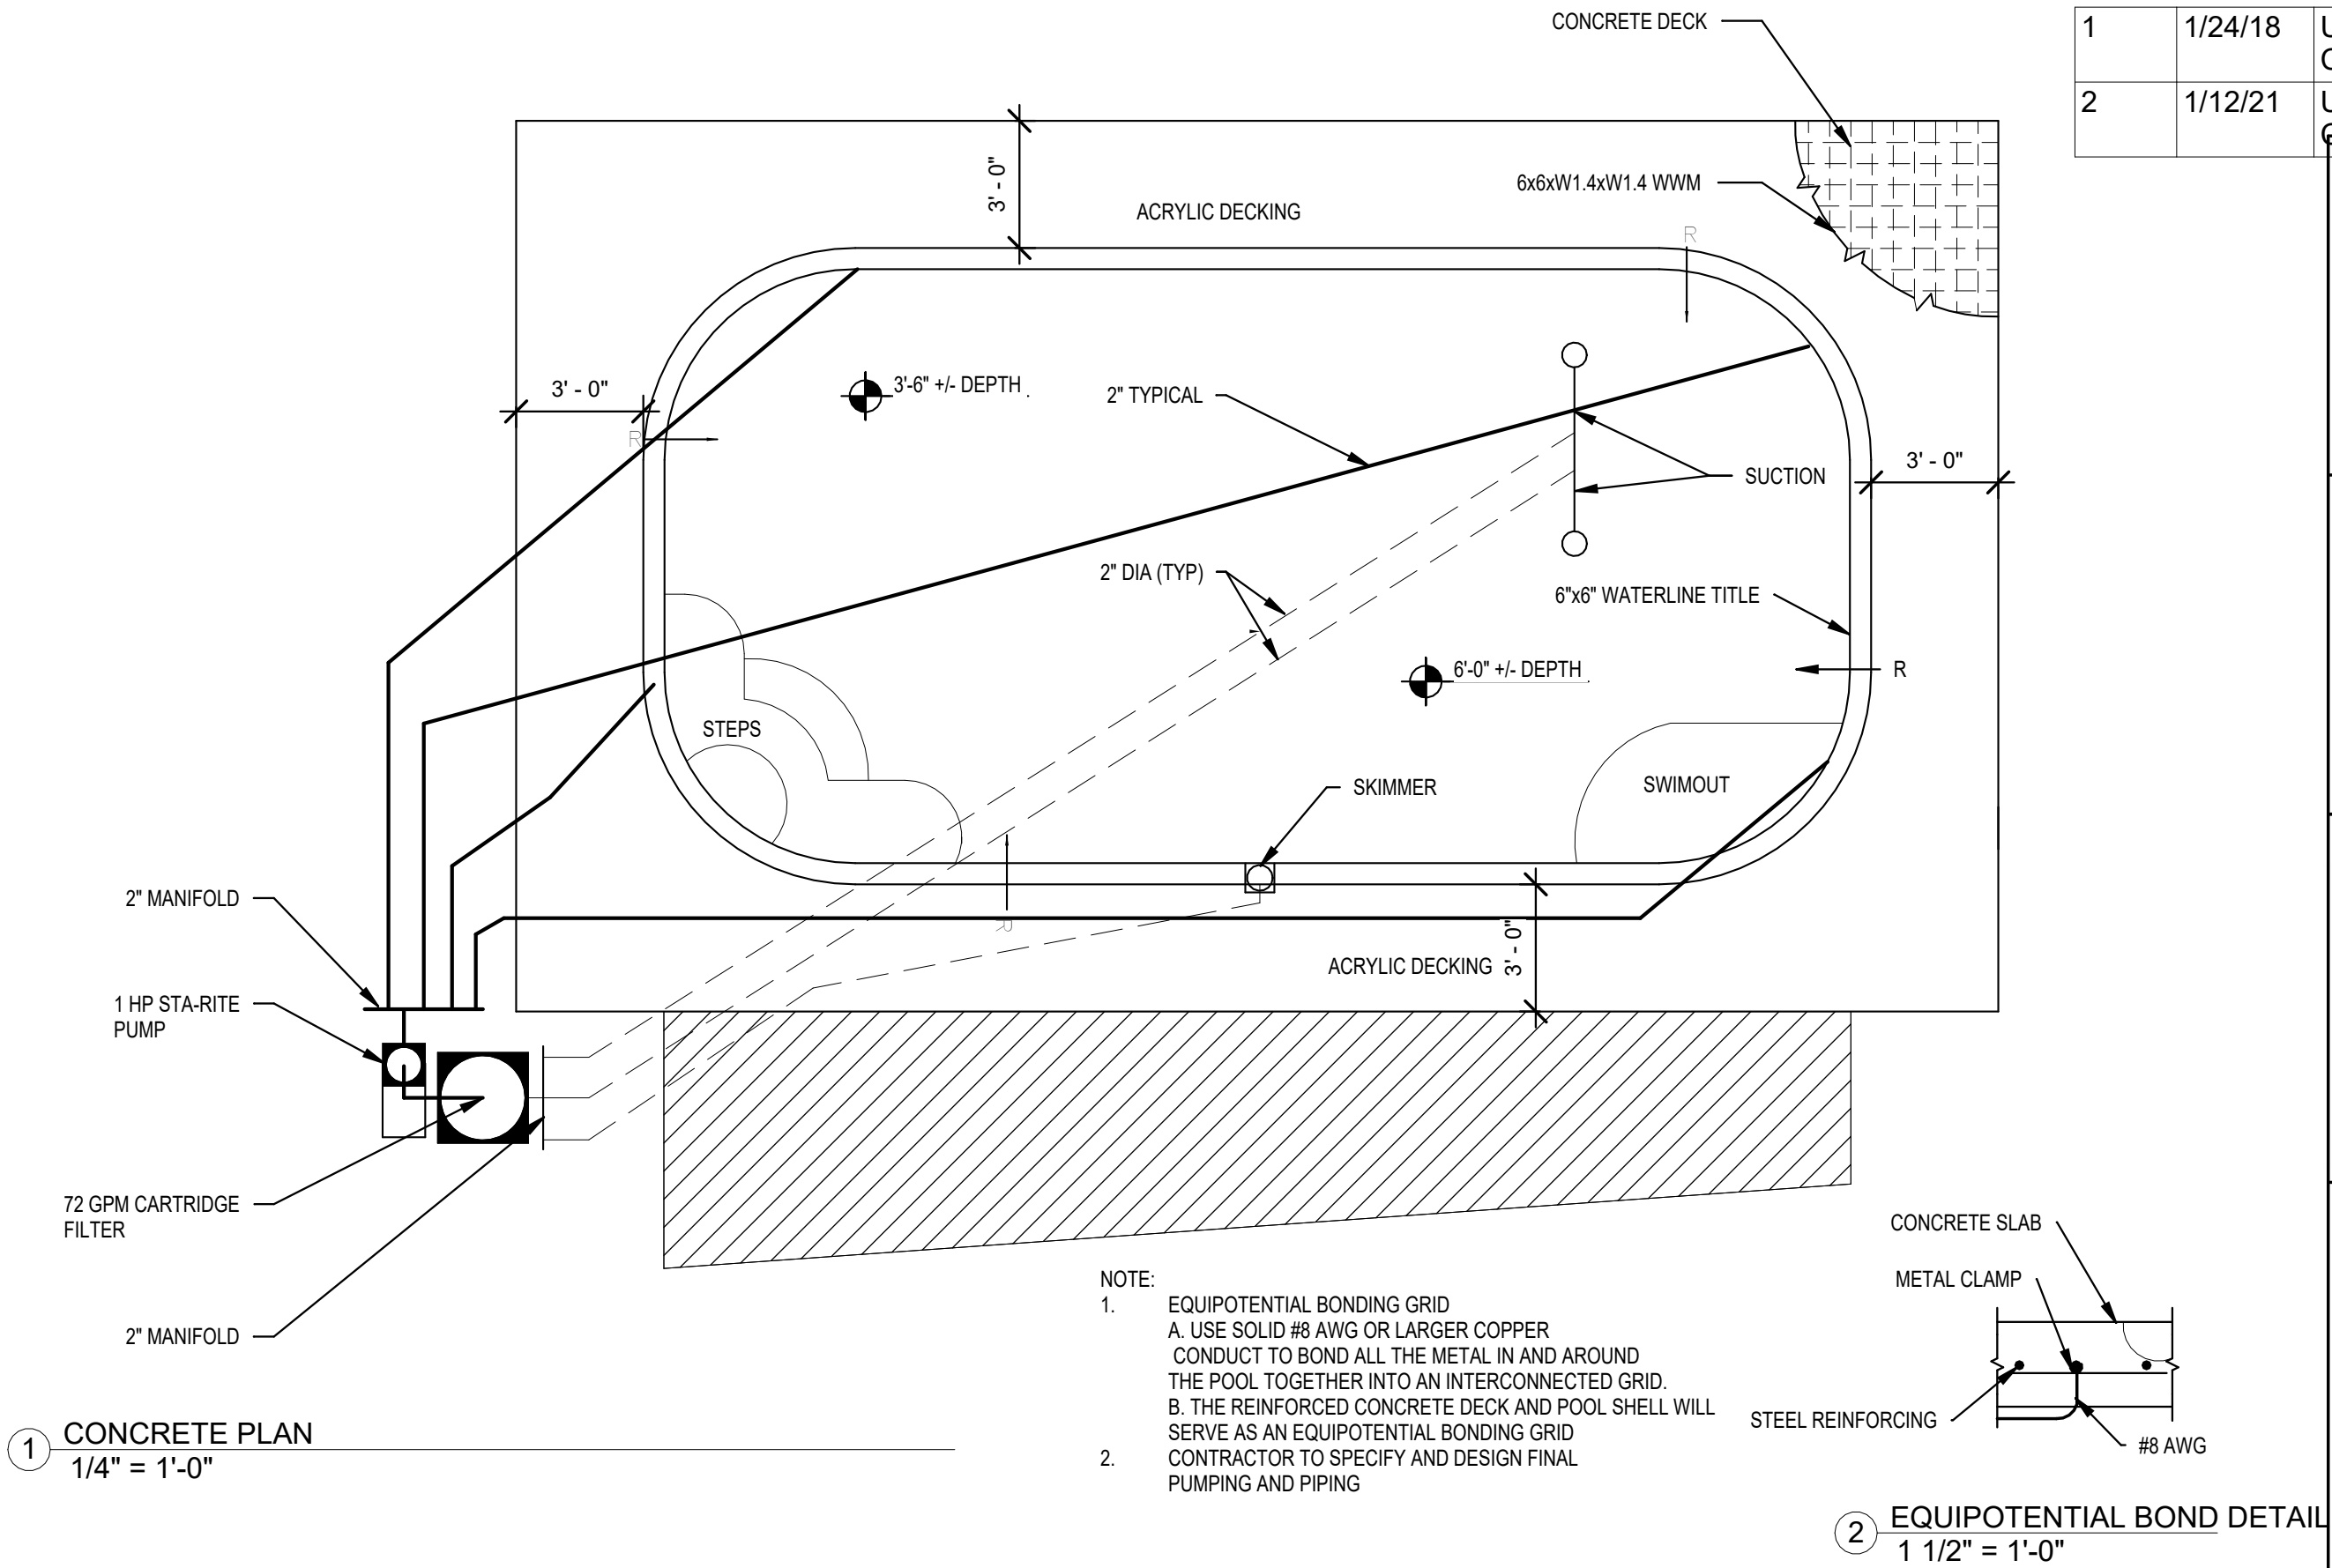 CONCRETE DECK
1
1/24/18
2
1/12/21
3' - 0"
6x6xW1.4xW1.4 WWM
ACRYLIC DECKING
R
3' - 0"
3'-6" +/- DEPTH
2" TYPICAL
R
SUCTION
3' - 0"
2" DIA (TYP)
6"x6" WATERLINE TITLE
6'-0" +/- DEPTH
R
STEPS
SKIMMER
SWIMOUT
2" MANIFOLD
R
3' - 0"
ACRYLIC DECKING
1 HP STA-RITE
PUMP
72 GPM CARTRIDGE
FILTER
2" MANIFOLD
NOTE:
1. EQUIPOTENTIAL BONDING GRID
A. USE SOLID #8 AWG OR LARGER COPPER
CONDUCT TO BOND ALL THE METAL IN AND AROUND
THE POOL TOGETHER INTO AN INTERCONNECTED GRID.
B. THE REINFORCED CONCRETE DECK AND POOL SHELL WILL
SERVE AS AN EQUIPOTENTIAL BONDING GRID
2. CONTRACTOR TO SPECIFY AND DESIGN FINAL
PUMPING AND PIPING
CONCRETE SLAB
METAL CLAMP
STEEL REINFORCING
#8 AWG
1 CONCRETE PLAN
1/4" = 1'-0"
2 EQUIPOTENTIAL BOND DETAIL
1 1/2" = 1'-0"